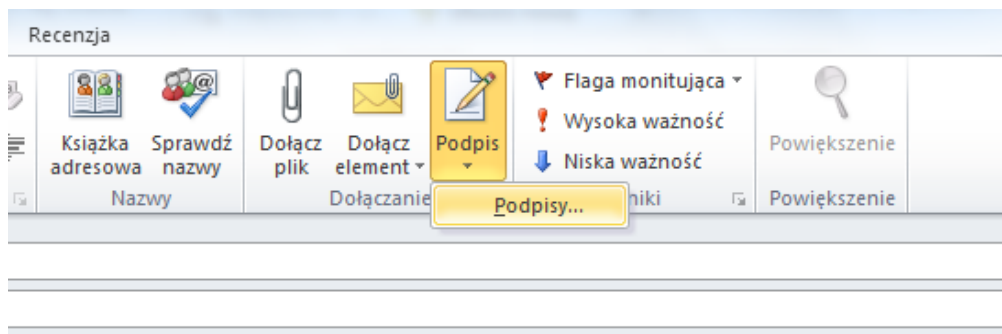 Recenzja
Książka adresowa
Sprawdź nazwy
Dołącz plik
Dołącz element
Podpis
Flaga monitująca
Wysoka ważność
Niska ważność
Powiększenie
Nazwy
Dołączanie
Podpisy...
niki
Powiększenie